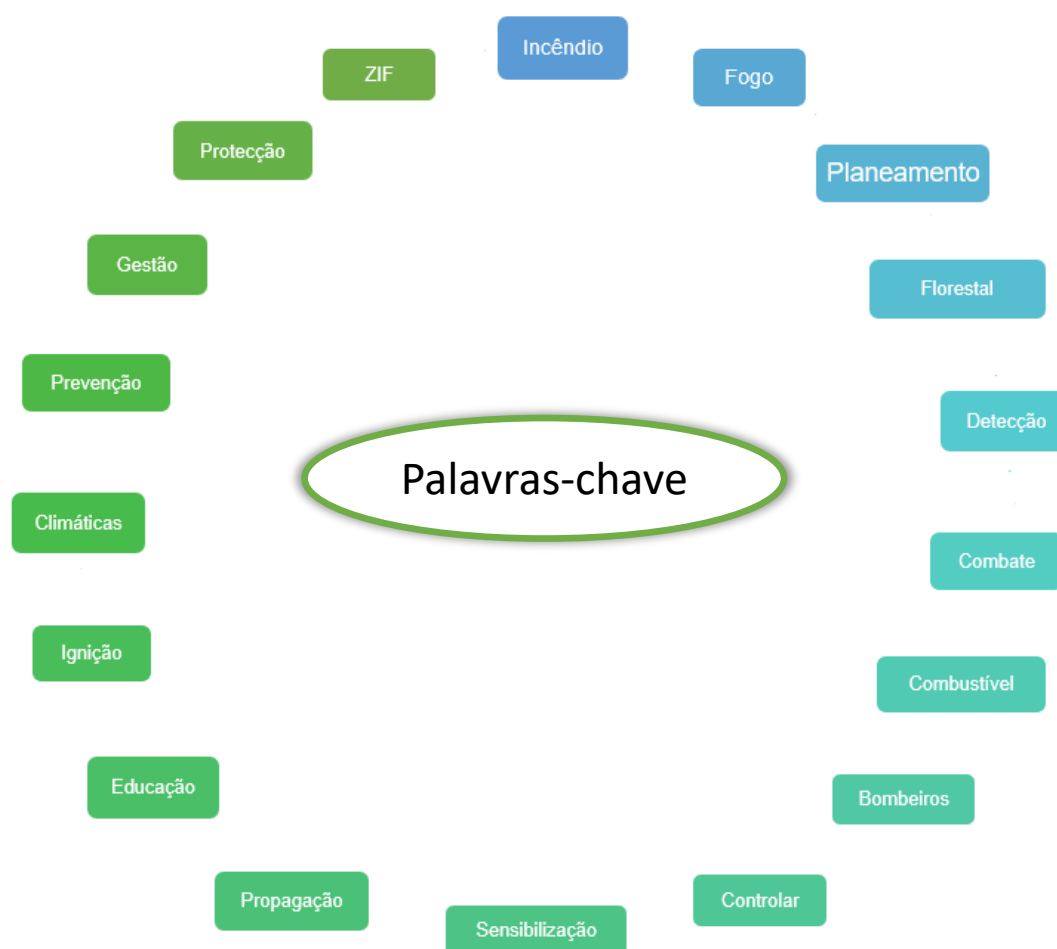 Incêndio
Fogo
Planeamento
Florestal
Detecção
Combate
Combustível
Bombeiros
Controlar
Sensibilização
Propagação
Educação
Ignição
Climáticas
Prevenção
Gestão
Protecção
ZIF
Palavras-chave